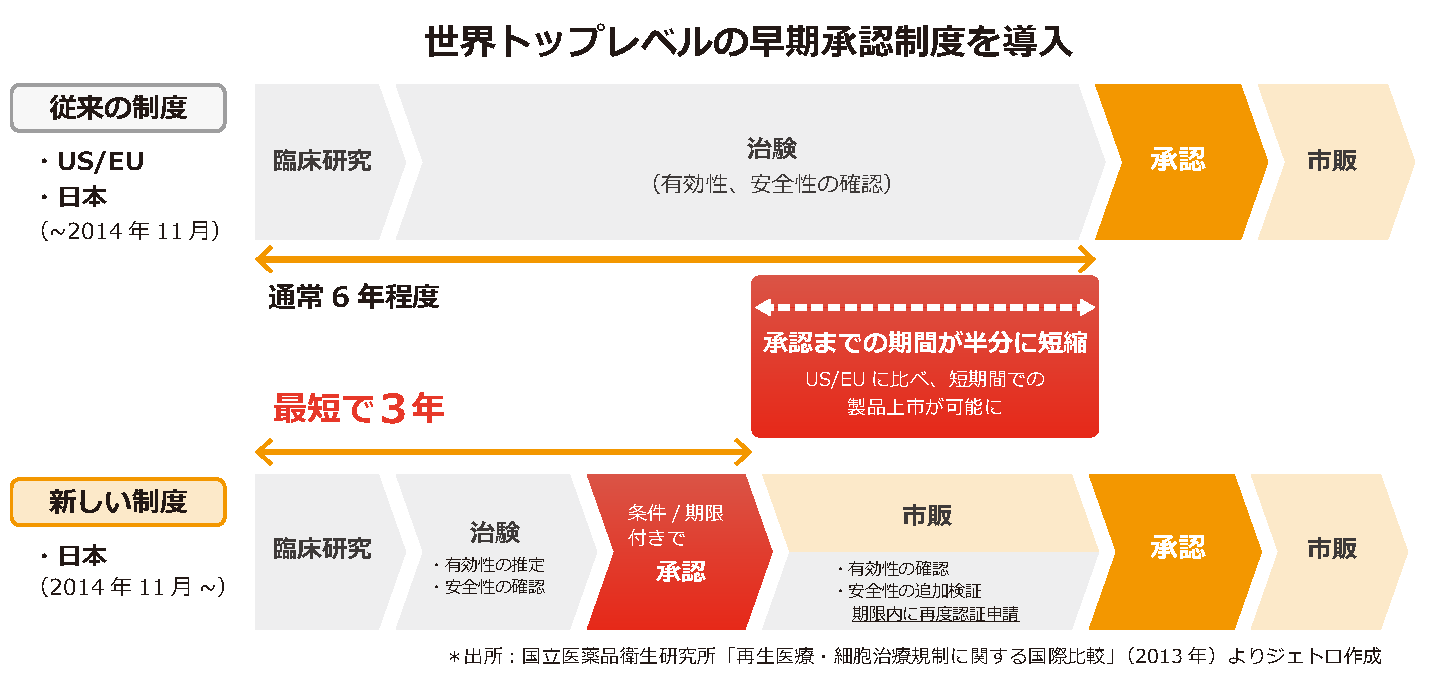 世界トップレベルの早期承認制度を導入
従来の制度
・US/EU
・日本
（~2014 年 11 月）
臨床研究
治験
（有効性、安全性の確認）
承認
市販
通常 6 年程度
承認までの期間が半分に短縮
US/EU に比べ、短期間での
製品上市が可能に
最短で3年
新しい制度
・日本
（2014 年 11 月 ~）
臨床研究
治験
・有効性の推定
・安全性の確認
条件 / 期限
付きで
承認
市販
・有効性の確認
・安全性の追加検証
期限内に再度認証申請
承認
市販
＊出所：国立医薬品衛生研究所「再生医療・細胞治療規制に関する国際比較」（2013 年）よりジェトロ作成